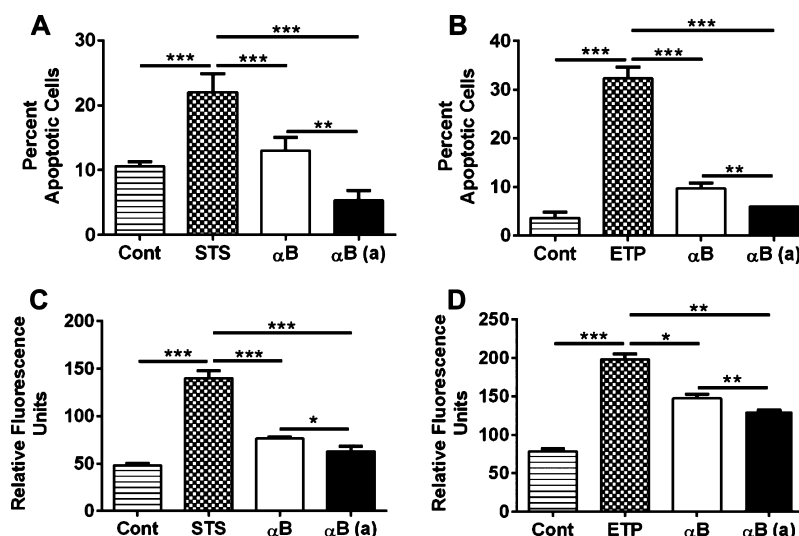 A
Percent
Apoptotic Cells
30
20
10
0
***
***
***
**
Cont STS αB αB (a)
B
Percent
Apoptotic Cells
40
30
20
10
0
***
***
***
**
Cont ETP αB αB (a)
C
Relative Fluorescence
Units
200
150
100
50
0
***
***
***
*
Cont STS αB αB (a)
D
Relative Fluorescence
Units
250
200
150
100
50
0
**
***
*
**
Cont ETP αB αB (a)